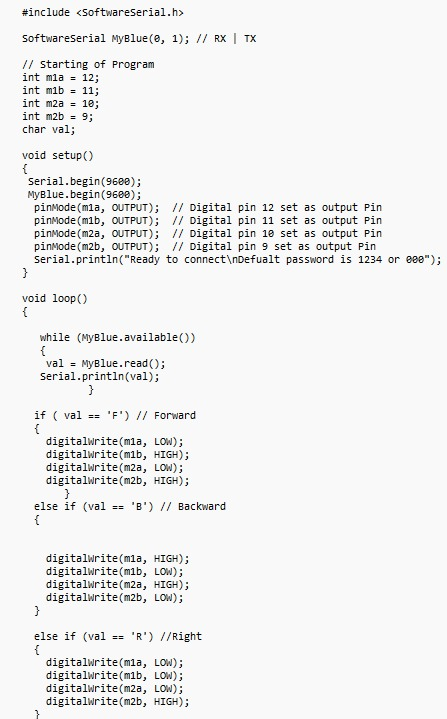 #include <SoftwareSerial.h>
SoftwareSerial MyBlue(0, 1); // RX | TX
// Starting of Program
int m1a = 12;
int m1b = 11;
int m2a = 10;
int m2b = 9;
char val;
void setup()
{
Serial.begin(9600);
MyBlue.begin(9600);
pinMode(m1a, OUTPUT);  // Digital pin 12 set as output Pin
pinMode(m1b, OUTPUT);  // Digital pin 11 set as output Pin
pinMode(m2a, OUTPUT);  // Digital pin 10 set as output Pin
pinMode(m2b, OUTPUT);  // Digital pin 9 set as output Pin
Serial.println("Ready to connect\nDefualt password is 1234 or 000");
}
void loop()
{
while (MyBlue.available())
{
val = MyBlue.read();
Serial.println(val);
}
if ( val == 'F') // Forward
{
digitalWrite(m1a, LOW);
digitalWrite(m1b, HIGH);
digitalWrite(m2a, LOW);
digitalWrite(m2b, HIGH);
}
else if (val == 'B') // Backward
{
digitalWrite(m1a, HIGH);
digitalWrite(m1b, LOW);
digitalWrite(m2a, HIGH);
digitalWrite(m2b, LOW);
}
else if (val == 'R') //Right
{
digitalWrite(m1a, LOW);
digitalWrite(m1b, LOW);
digitalWrite(m2a, LOW);
digitalWrite(m2b, HIGH);
}